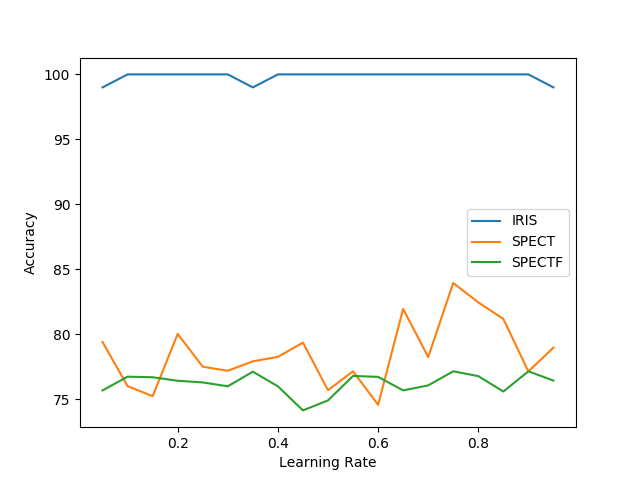 100
95
90
85
80
75
Accuracy
IRIS
SPECT
SPECTF
0.2 0.4 0.6 0.8
Learning Rate